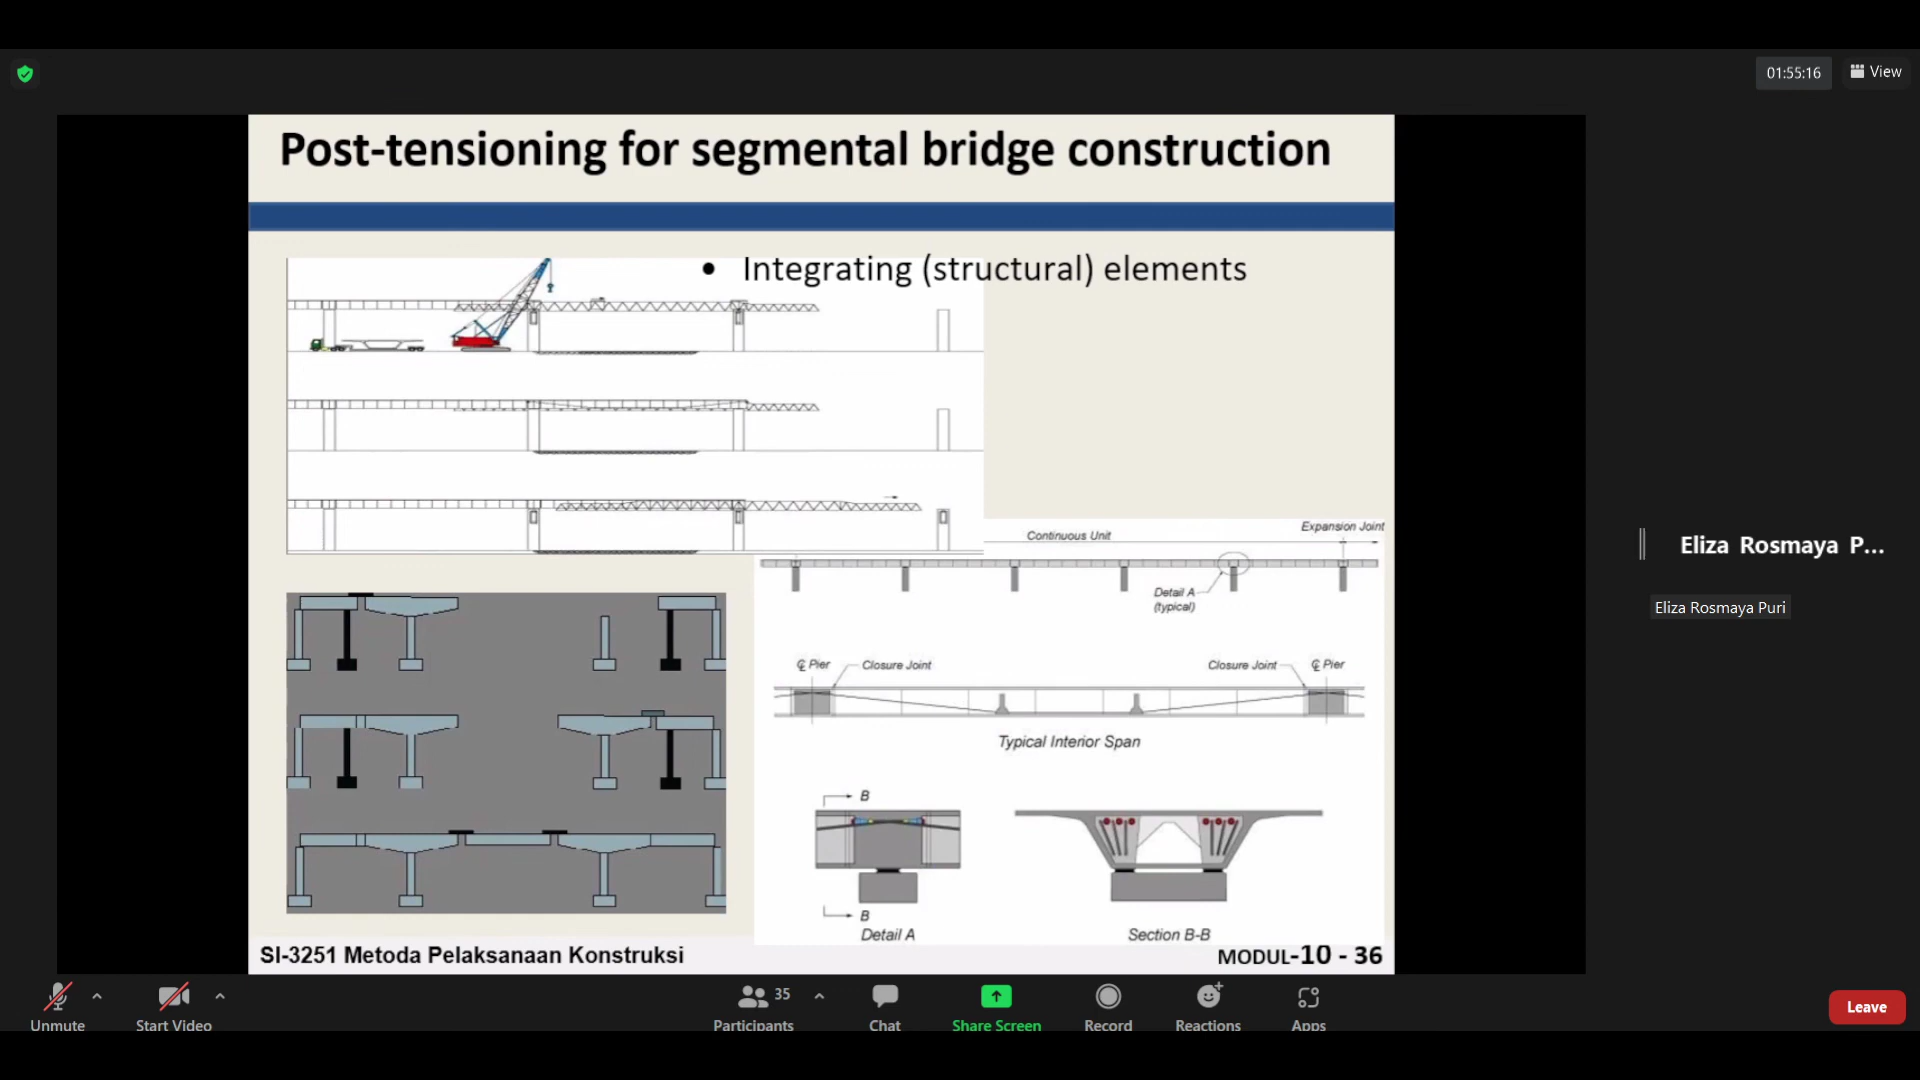 01:55:16
View
Post-tensioning for segmental bridge construction
• Integrating (structural) elements
Expansion Joint
Continuous Unit
Detail A
(typical)
℄ Pier
Closure Joint
Closure Joint
℄ Pier
Typical Interior Span
B
B
Detail A
Section B-B
SI-3251 Metoda Pelaksanaan Konstruksi
MODUL-10 - 36
Eliza Rosmaya P...
Eliza Rosmaya Puri
Unmute
Start Video
35
Participants
Chat
Share Screen
Record
Reactions
Apps
Leave